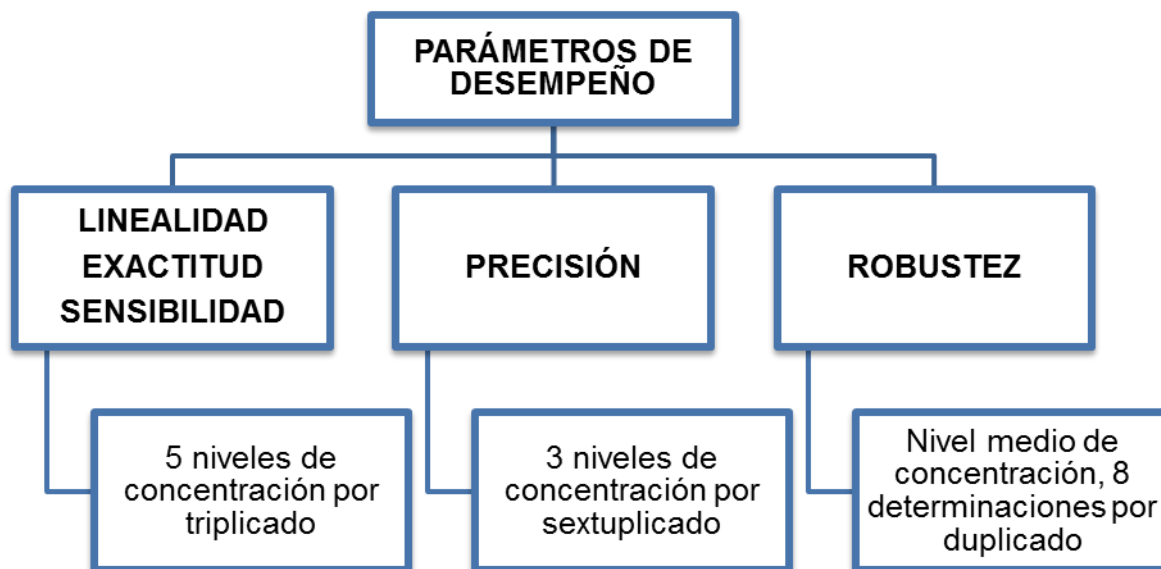 PARÁMETROS DE
DESEMPEÑO
LINEALIDAD
EXACTITUD
SENSIBILIDAD
PRECISIÓN
ROBUSTEZ
5 niveles de
concentración por
triplicado
3 niveles de
concentración por
sextuplicado
Nivel medio de
concentración, 8
determinaciones por
duplicado